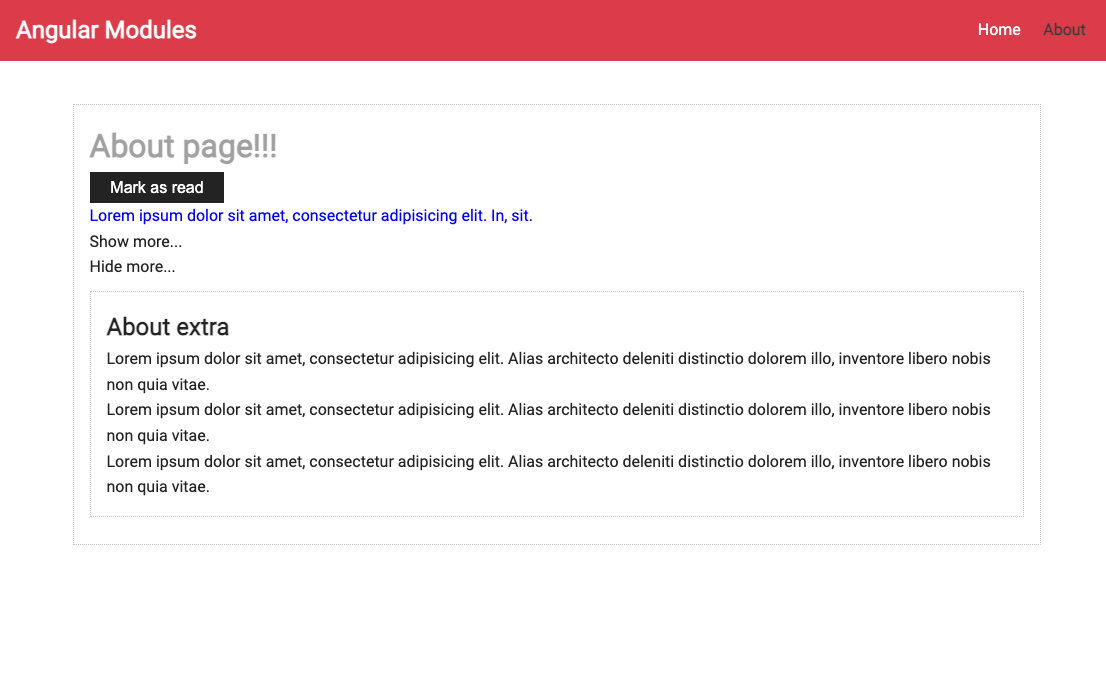 Angular Modules
Home About
About page!!!
Mark as read
Lorem ipsum dolor sit amet, consectetur adipisicing elit. In, sit.
Show more...
Hide more...
About extra
Lorem ipsum dolor sit amet, consectetur adipisicing elit. Alias architecto deleniti distinctio dolorem illo, inventore libero nobis
non quia vitae.
Lorem ipsum dolor sit amet, consectetur adipisicing elit. Alias architecto deleniti distinctio dolorem illo, inventore libero nobis
non quia vitae.
Lorem ipsum dolor sit amet, consectetur adipisicing elit. Alias architecto deleniti distinctio dolorem illo, inventore libero nobis
non quia vitae.